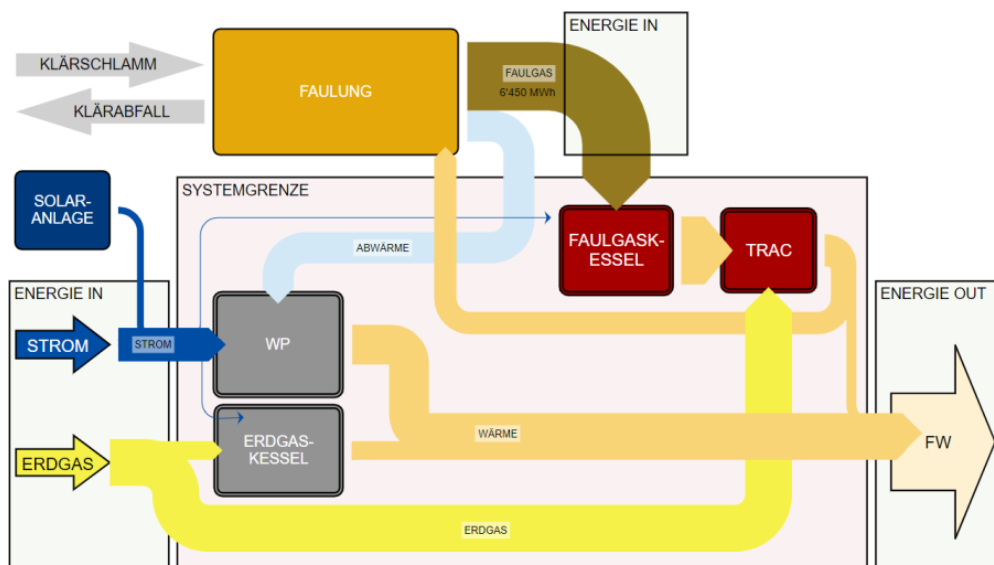 ENERGIE IN
KLÄRSCHLAMM
KLÄRABFALL
FAULUNG
FAULGAS
6'450 MWh
SOLAR-
ANLAGE
SYSTEMGRENZE
FAULGASK-
ESSEL
TRAC
ABWÄRME
ENERGIE IN
ENERGIE OUT
STROM
STROM
WP
ERDGAS-
KESSEL
WÄRME
FW
ERDGAS
ERDGAS